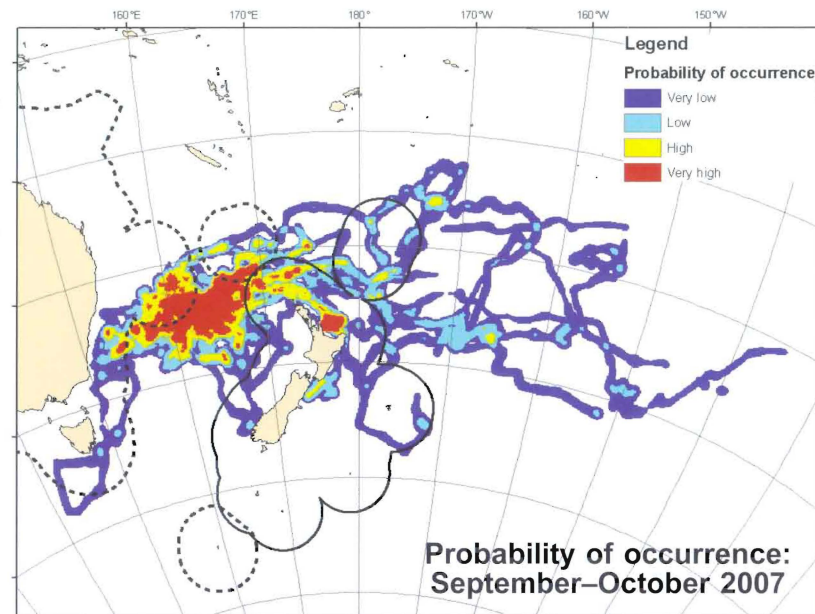 160°E 170°E 180° 170°W 160°W 150°W 140°W
Legend
Probability of occurrence
Very low
Low
High
Very high
Probability of occurrence:
September–October 2007